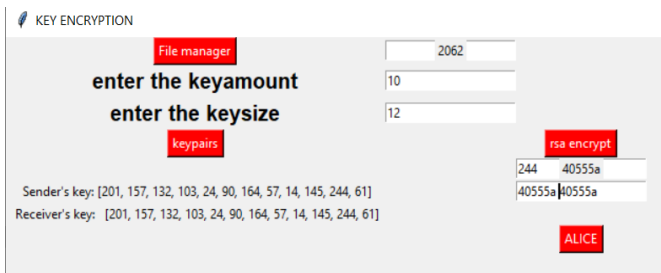 KEY ENCRYPTION
File manager 2062
enter the keyamount 10
enter the keysize 12
keypairs rsa encrypt
244 40555a
Sender's key: [201, 157, 132, 103, 24, 90, 164, 57, 14, 145, 244, 61] 40555a 40555a
Receiver's key: [201, 157, 132, 103, 24, 90, 164, 57, 14, 145, 244, 61]
ALICE